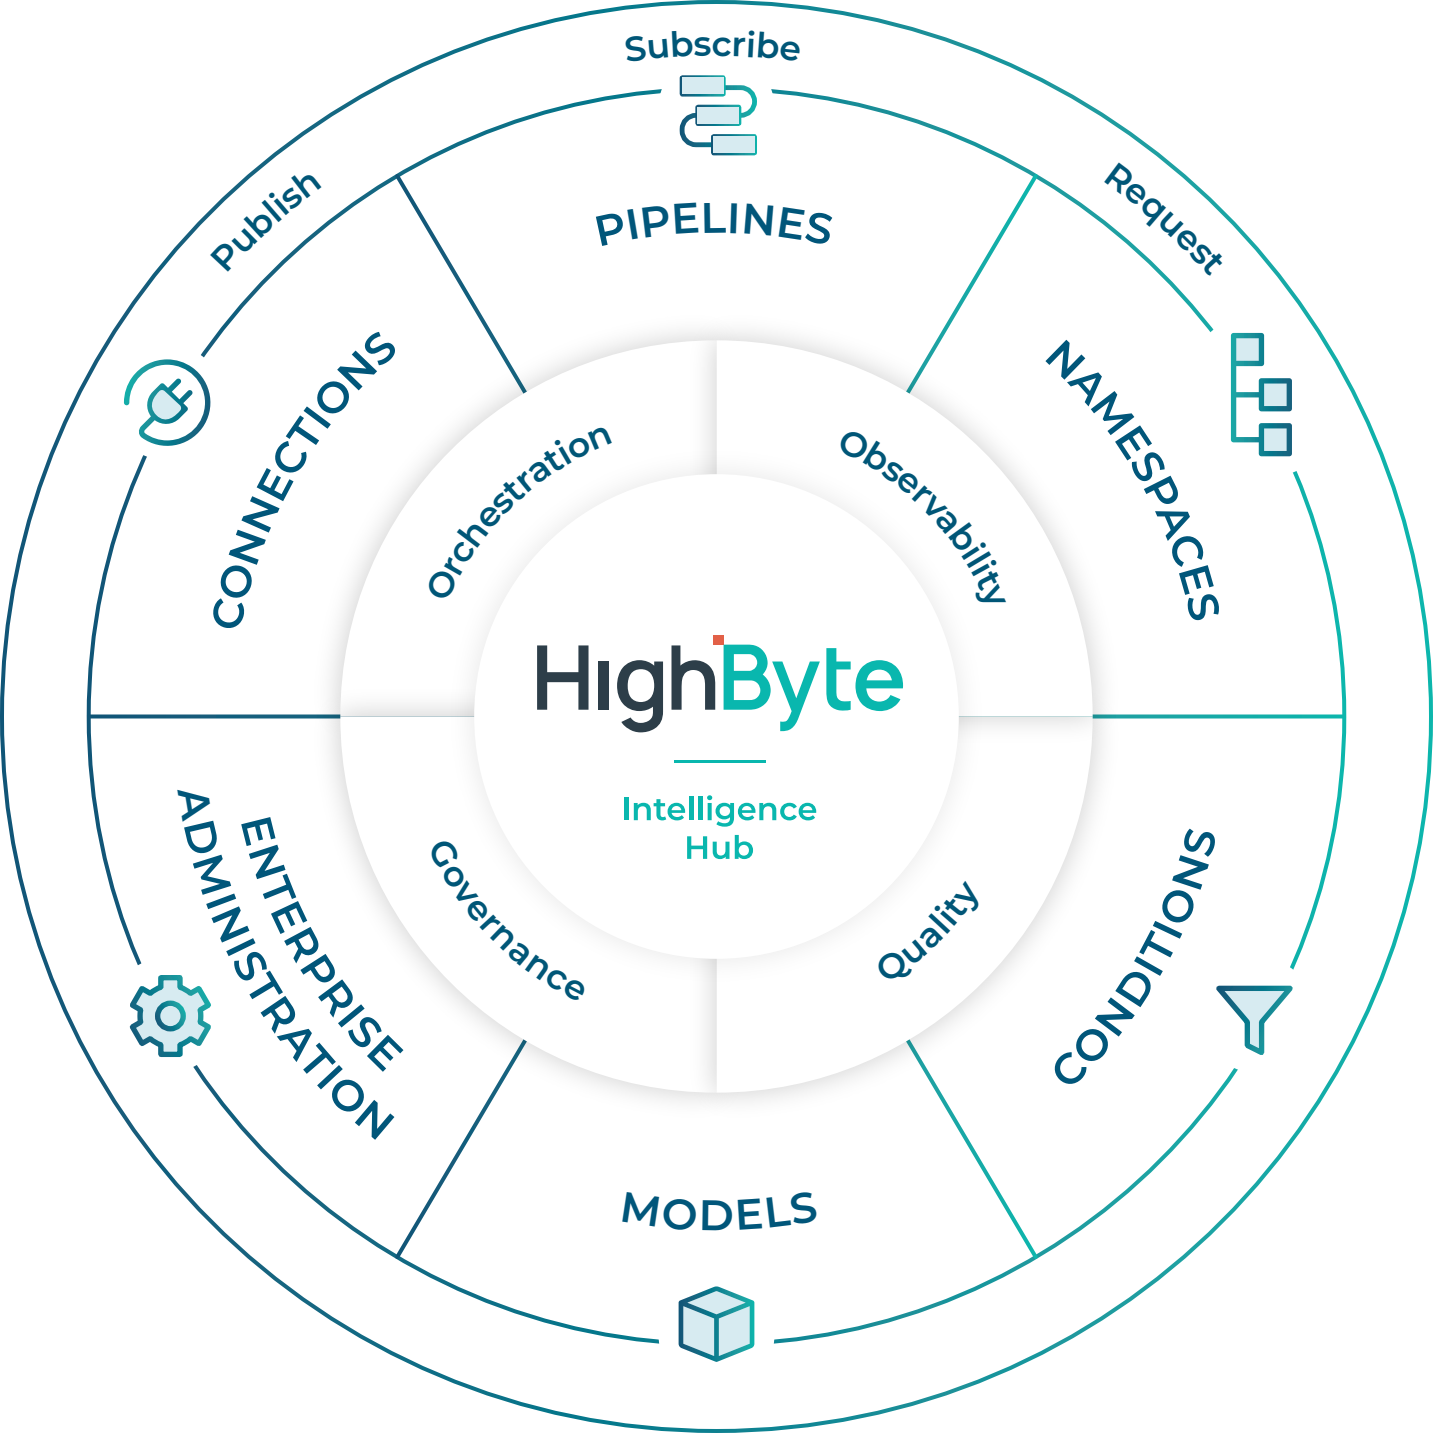 Subscribe
Publish
Request
PIPELINES
CONNECTIONS
NAMESPACES
Orchestration
Observability
HighByte
Intelligence
Hub
Governance
Quality
ENTERPRISE
ADMINISTRATION
CONDITIONS
MODELS